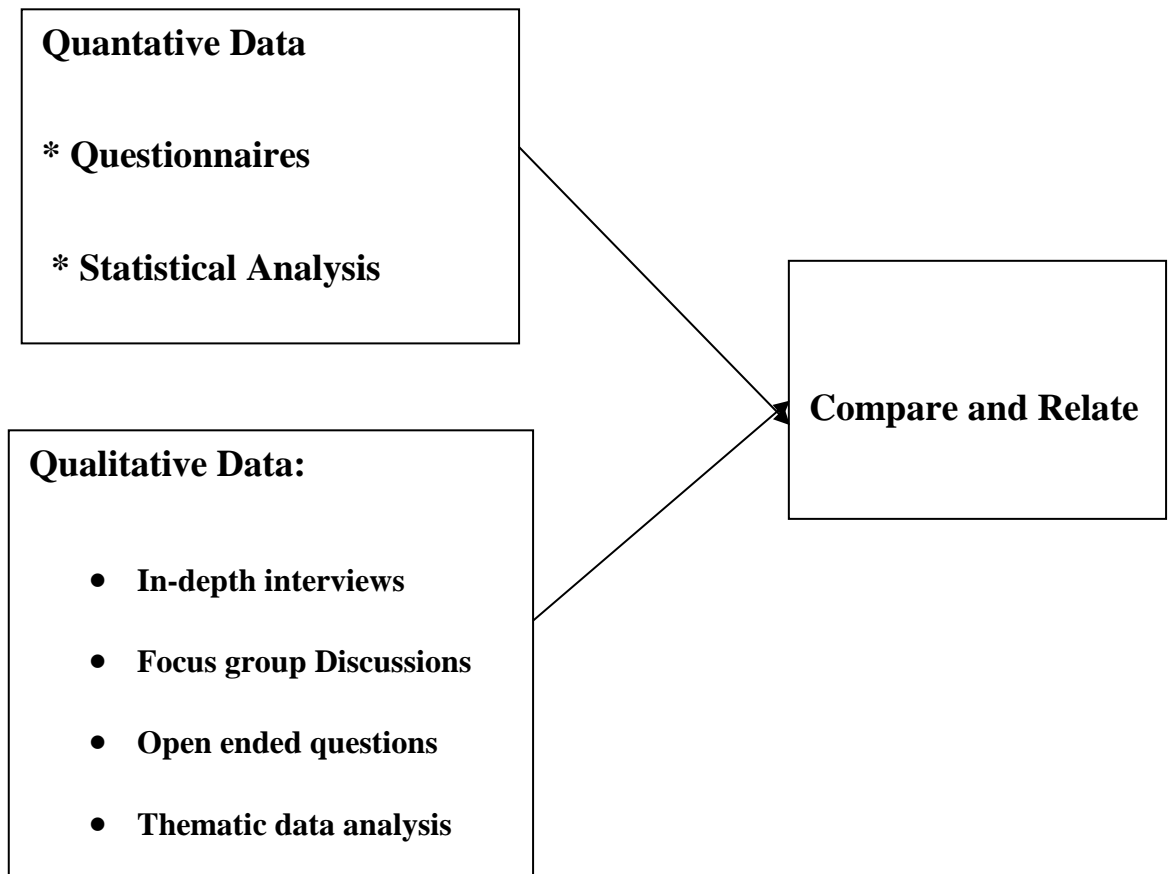 Quantative Data
* Questionnaires
* Statistical Analysis
Compare and Relate
Qualitative Data:
• In-depth interviews
• Focus group Discussions
• Open ended questions
• Thematic data analysis